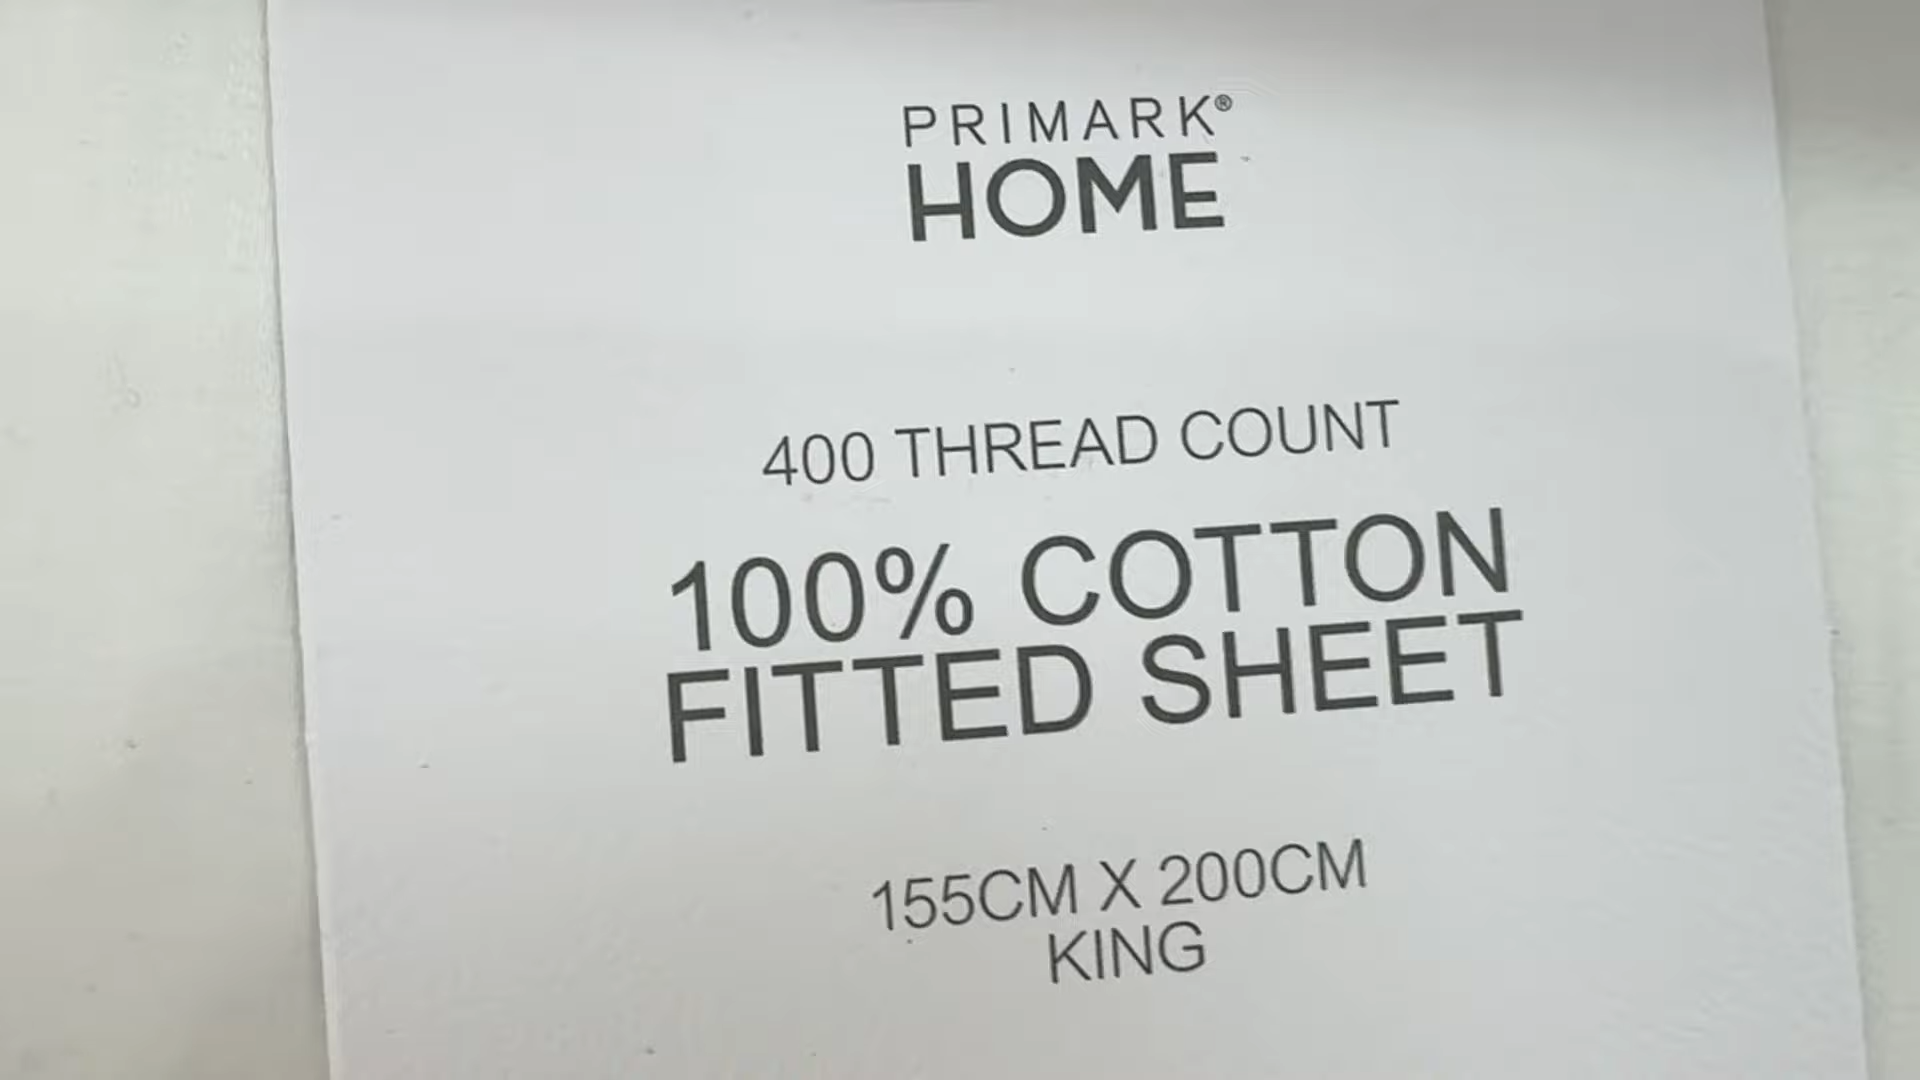 PRIMARK®
HOME
400 THREAD COUNT
100% COTTON
FITTED SHEET
155CM X 200CM
KING